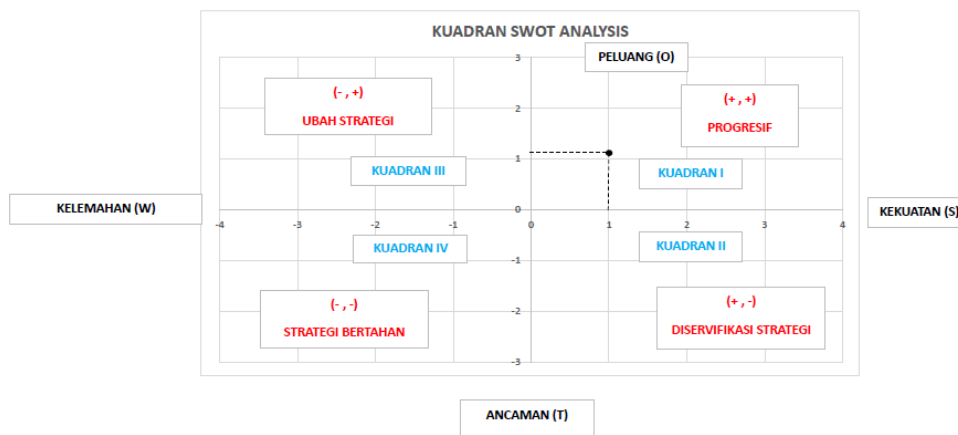 KUADRAN SWOT ANALYSIS
PELUANG (O)
3
(- , +)
UBAH STRATEGI
(+ , +)
PROGRESIF
2
1
KUADRAN III
KUADRAN I
KELEMAHAN (W)
0
KEKUATAN (S)
-4 -3 -2 -1 0 1 2 3 4
KUADRAN IV
KUADRAN II
-1
(- , -)
STRATEGI BERTAHAN
(+ , -)
DISERVIFIKASI STRATEGI
-2
-3
ANCAMAN (T)